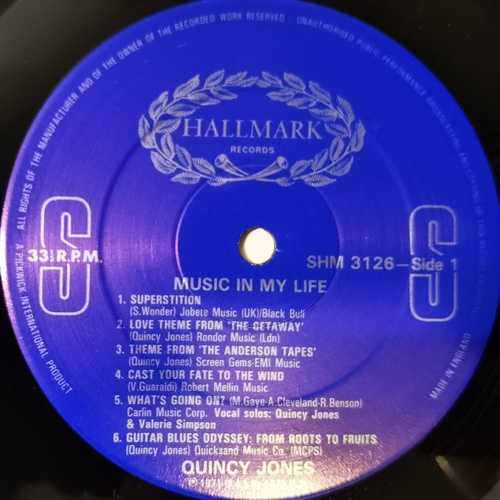 ALL RIGHTS OF THE MANUFACTURER AND OF THE OWNER OF THE RECORDED WORK RESERVED - UNAUTHORISED PUBLIC PERFORMANCE
HALLMARK
RECORDS
S S
33⅓ R.P.M.
SHM 3126 - Side 1
MUSIC IN MY LIFE
1. SUPERSTITION
(S.Wonder) Jobete Music (UK)/Black Bull
2. LOVE THEME FROM 'THE GETAWAY'
(Quincy Jones) Rondor Music (Ldn)
3. THEME FROM 'THE ANDERSON TAPES'
(Quincy Jones) Screen Gems-EMI Music
4. CAST YOUR FATE TO THE WIND
(V.Guaraldi) Robert Mellin Music
5. WHAT'S GOING ON? (M.Gaye-A.Cleveland-R.Benson)
Carlin Music Corp. Vocal solos: Quincy Jones
& Valerie Simpson
6. GUITAR BLUES ODYSSEY: FROM ROOTS TO FRUITS
(Quincy Jones) Quicksand Music Co. (MCPS)
QUINCY JONES
A PICKWICK INTERNATIONAL PRODUCT
MADE IN ENGLAND